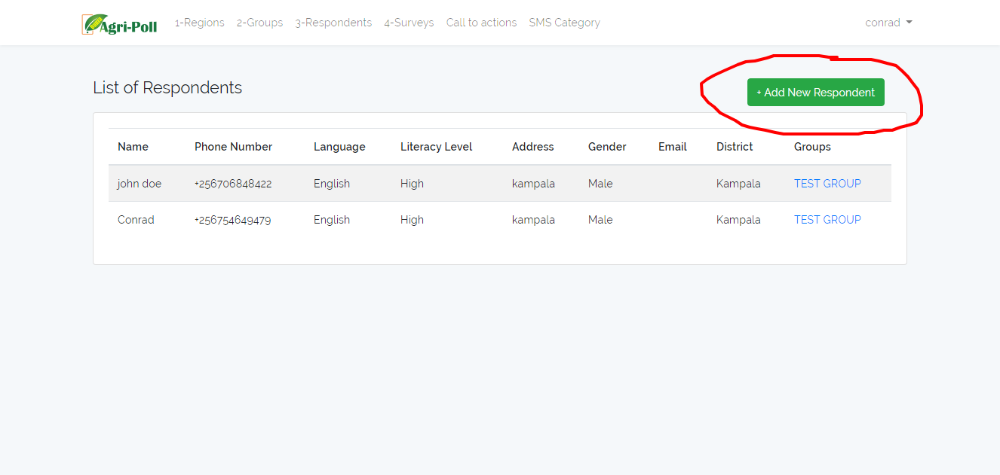 Agri-Poll 1-Regions 2-Groups 3-Respondents 4-Surveys Call to actions SMS Category conrad
List of Respondents
+ Add New Respondent
Name Phone Number Language Literacy Level Address Gender Email District Groups
john doe +256706848422 English High kampala Male Kampala TEST GROUP
Conrad +256754649479 English High kampala Male Kampala TEST GROUP